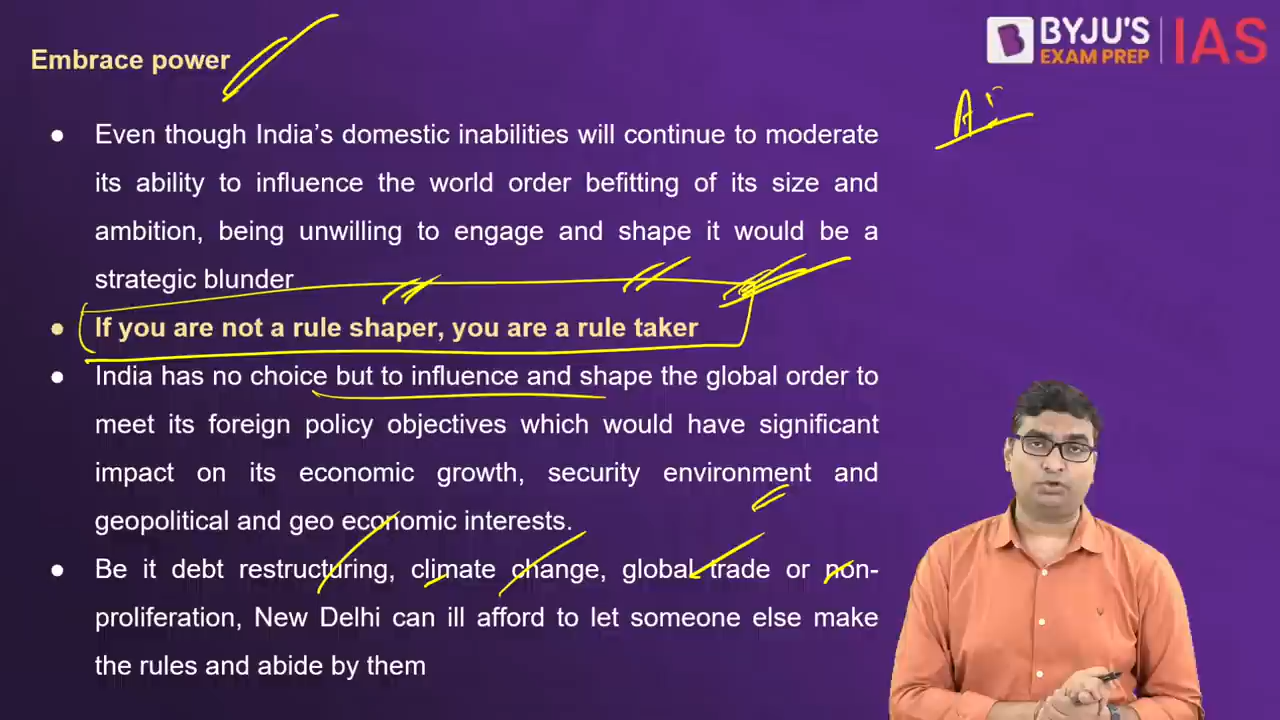 Embrace power
BYJU'S
EXAM PREP
IAS
AI
● Even though India’s domestic inabilities will continue to moderate
its ability to influence the world order befitting of its size and
ambition, being unwilling to engage and shape it would be a
strategic blunder
● If you are not a rule shaper, you are a rule taker
● India has no choice but to influence and shape the global order to
meet its foreign policy objectives which would have significant
impact on its economic growth, security environment and
geopolitical and geo economic interests.
● Be it debt restructuring, climate change, global trade or non-
proliferation, New Delhi can ill afford to let someone else make
the rules and abide by them